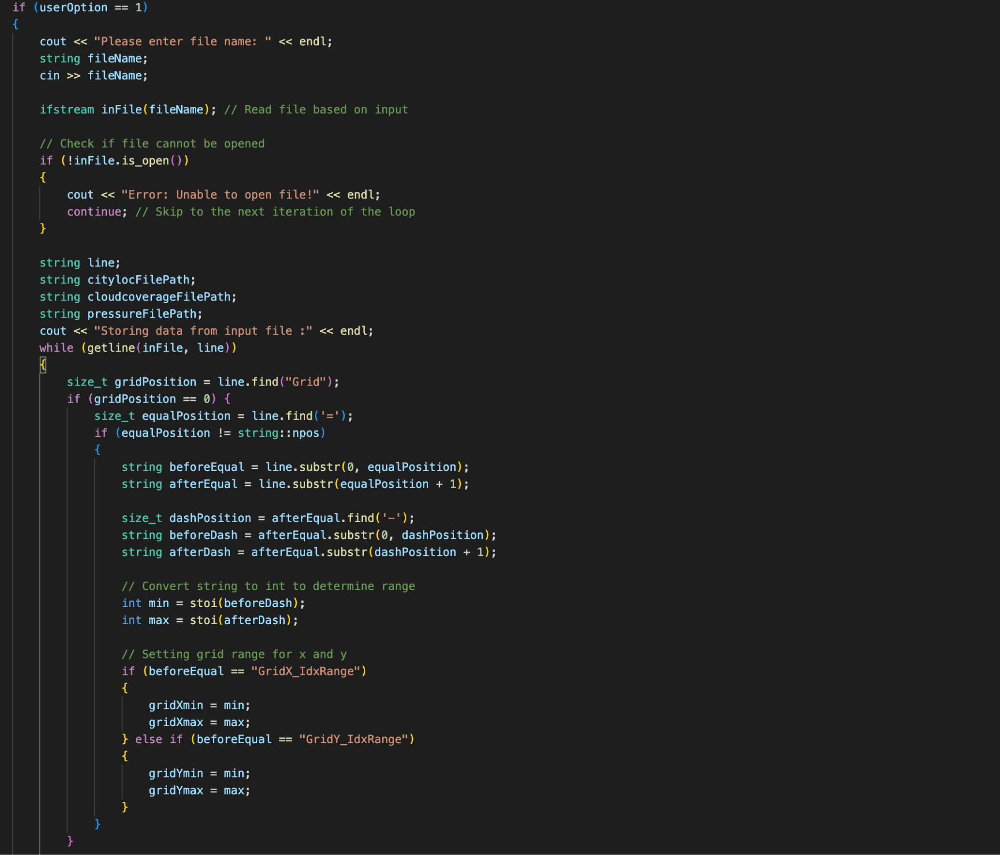 if (userOption == 1)
{
    cout << "Please enter file name: " << endl;
    string fileName;
    cin >> fileName;

    ifstream inFile(fileName); // Read file based on input

    // Check if file cannot be opened
    if (!inFile.is_open())
    {
        cout << "Error: Unable to open file!" << endl;
        continue; // Skip to the next iteration of the loop
    }

    string line;
    string citylocFilePath;
    string cloudcoverageFilePath;
    string pressureFilePath;
    cout << "Storing data from input file :" << endl;
    while (getline(inFile, line))
    {
        size_t gridPosition = line.find("Grid");
        if (gridPosition == 0) {
            size_t equalPosition = line.find('=');
            if (equalPosition != string::npos)
            {
                string beforeEqual = line.substr(0, equalPosition);
                string afterEqual = line.substr(equalPosition + 1);

                size_t dashPosition = afterEqual.find('-');
                string beforeDash = afterEqual.substr(0, dashPosition);
                string afterDash = afterEqual.substr(dashPosition + 1);

                // Convert string to int to determine range
                int min = stoi(beforeDash);
                int max = stoi(afterDash);

                // Setting grid range for x and y
                if (beforeEqual == "GridX_IdxRange")
                {
                    gridXmin = min;
                    gridXmax = max;
                } else if (beforeEqual == "GridY_IdxRange")
                {
                    gridYmin = min;
                    gridYmax = max;
                }
            }
        }